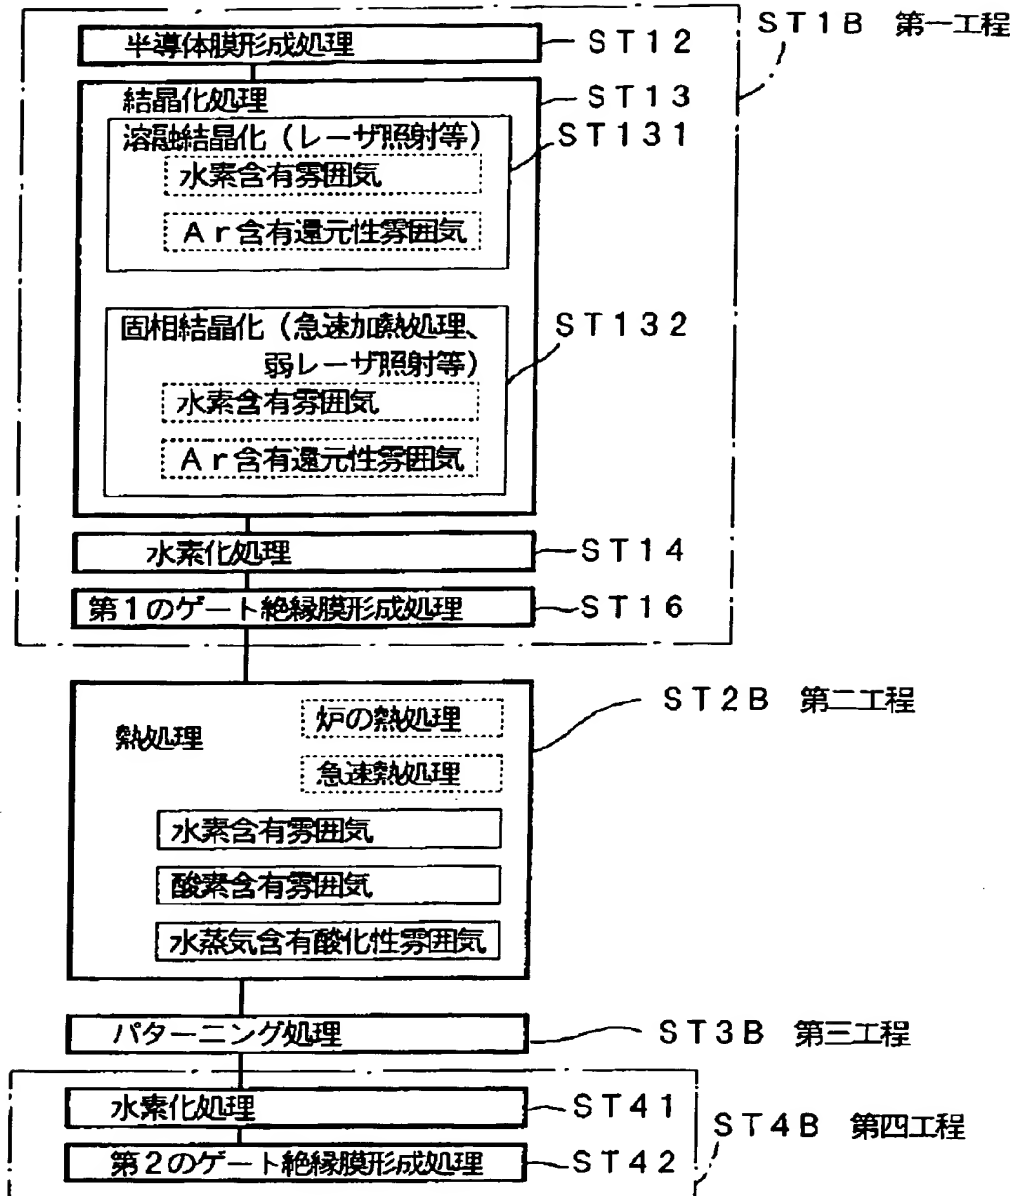 ST1B 第一工程
半導体膜形成処理
ST12
結晶化処理
ST13
溶融結晶化（レーザ照射等）
ST131
水素含有雰囲気
Ar含有還元性雰囲気
固相結晶化（急速加熱処理、
弱レーザ照射等）
ST132
水素含有雰囲気
Ar含有還元性雰囲気
水素化処理
ST14
第1のゲート絶縁膜形成処理
ST16
熱処理
炉の熱処理
急速熱処理
ST2B 第二工程
水素含有雰囲気
酸素含有雰囲気
水蒸気含有酸化性雰囲気
パターニング処理
ST3B 第三工程
水素化処理
ST41
ST4B 第四工程
第2のゲート絶縁膜形成処理
ST42